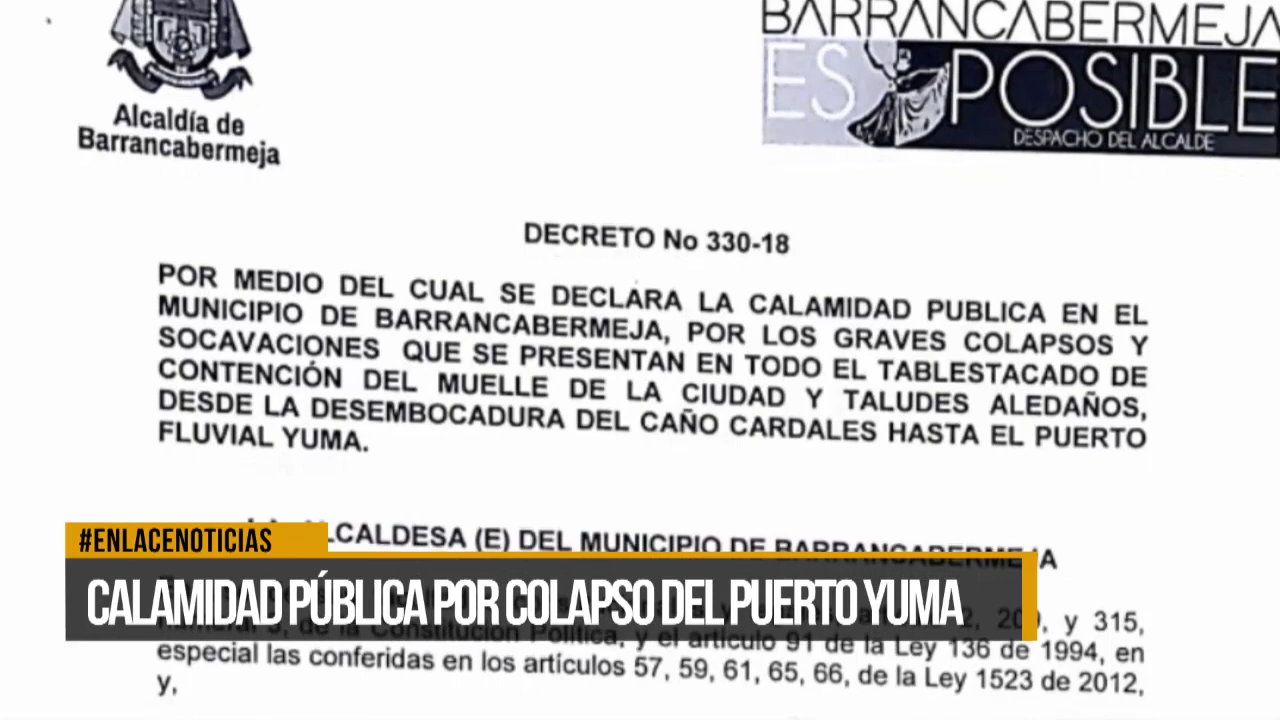 Alcaldía de
Barrancabermeja
BARRANCABERMEJA
ES POSIBLE
DESPACHO DEL ALCALDE
DECRETO No 330-18
POR MEDIO DEL CUAL SE DECLARA LA CALAMIDAD PUBLICA EN EL
MUNICIPIO DE BARRANCABERMEJA, POR LOS GRAVES COLAPSOS Y
SOCAVACIONES QUE SE PRESENTAN EN TODO EL TABLESTACADO DE
CONTENCIÓN DEL MUELLE DE LA CIUDAD Y TALUDES ALEDAÑOS,
DESDE LA DESEMBOCADURA DEL CAÑO CARDALES HASTA EL PUERTO
FLUVIAL YUMA.
LA ALCALDESA (E) DEL MUNICIPIO DE BARRANCABERMEJA
#ENLACENOTICIAS
CALAMIDAD PÚBLICA POR COLAPSO DEL PUERTO YUMA
y 315,
de la Constitución Política, y el artículo 91 de la Ley 136 de 1994, en
especial las conferidas en los artículos 57, 59, 61, 65, 66, de la Ley 1523 de 2012,
y,